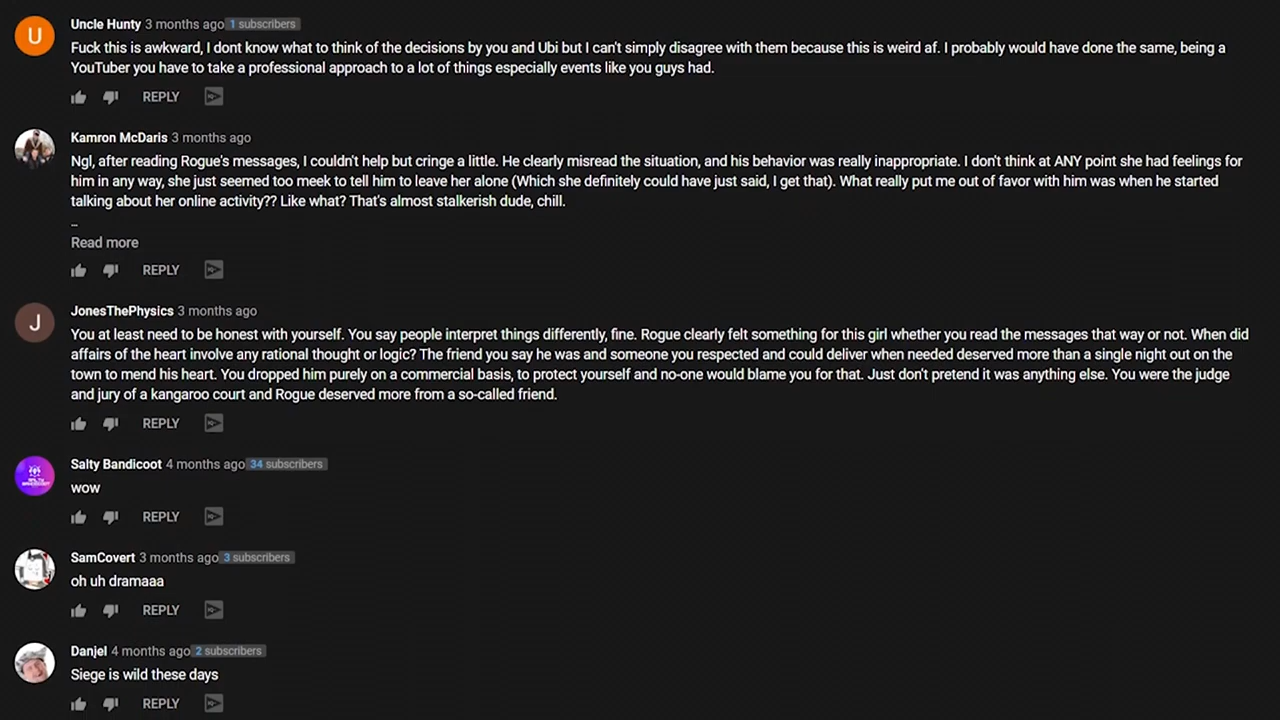 U
Uncle Hunty 3 months ago 1 subscribers
Fuck this is awkward, I dont know what to think of the decisions by you and Ubi but I can't simply disagree with them because this is weird af. I probably would have done the same, being a
YouTuber you have to take a professional approach to a lot of things especially events like you guys had.
REPLY
Kamron McDaris 3 months ago
Ngl, after reading Rogue's messages, I couldn't help but cringe a little. He clearly misread the situation, and his behavior was really inappropriate. I don't think at ANY point she had feelings for
him in any way, she just seemed too meek to tell him to leave her alone (Which she definitely could have just said, I get that). What really put me out of favor with him was when he started
talking about her online activity?? Like what? That's almost stalkerish dude, chill.
..
Read more
REPLY
J
JonesThePhysics 3 months ago
You at least need to be honest with yourself. You say people interpret things differently, fine. Rogue clearly felt something for this girl whether you read the messages that way or not. When did
affairs of the heart involve any rational thought or logic? The friend you say he was and someone you respected and could deliver when needed deserved more than a single night out on the
town to mend his heart. You dropped him purely on a commercial basis, to protect yourself and no-one would blame you for that. Just don't pretend it was anything else. You were the judge
and jury of a kangaroo court and Rogue deserved more from a so-called friend.
REPLY
Salty Bandicoot 4 months ago 34 subscribers
wow
REPLY
SamCovert 3 months ago 3 subscribers
oh uh dramaaa
REPLY
Danjel 4 months ago 2 subscribers
Siege is wild these days
REPLY